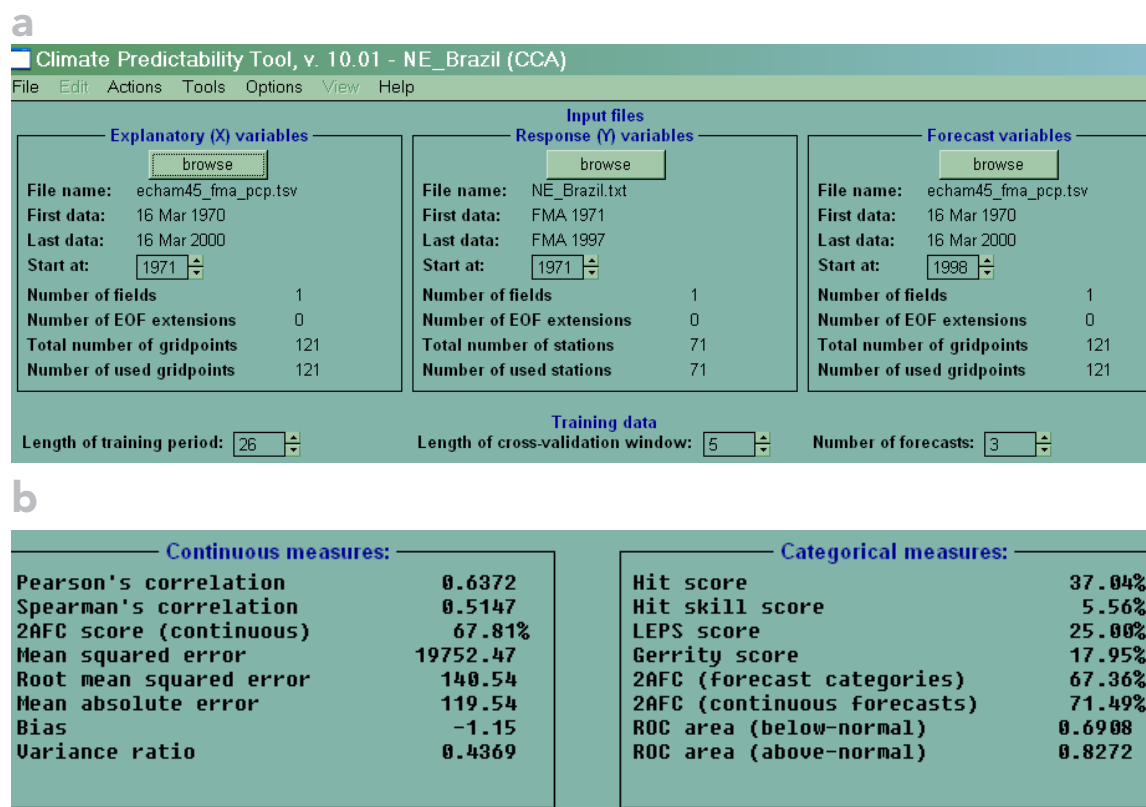 a
Climate Predictability Tool, v. 10.01 - NE_Brazil (CCA)
File Edit Actions Tools Options View Help
Input files
Explanatory (X) variables Response (Y) variables Forecast variables
browse browse browse
File name: echam45_fma_pcp.tsv File name: NE_Brazil.txt File name: echam45_fma_pcp.tsv
First data: 16 Mar 1970 First data: FMA 1971 First data: 16 Mar 1970
Last data: 16 Mar 2000 Last data: FMA 1997 Last data: 16 Mar 2000
Start at: 1971 Start at: 1971 Start at: 1998
Number of fields 1 Number of fields 1 Number of fields 1
Number of EOF extensions 0 Number of EOF extensions 0 Number of EOF extensions 0
Total number of gridpoints 121 Total number of stations 71 Total number of gridpoints 121
Number of used gridpoints 121 Number of used stations 71 Number of used gridpoints 121
Training data
Length of training period: 26 Length of cross-validation window: 5 Number of forecasts: 3
b
Continuous measures: Categorical measures:
Pearson's correlation 0.6372 Hit score 37.04%
Spearman's correlation 0.5147 Hit skill score 5.56%
2AFC score (continuous) 67.81% LEPS score 25.00%
Mean squared error 19752.47 Gerrity score 17.95%
Root mean squared error 140.54 2AFC (forecast categories) 67.36%
Mean absolute error 119.54 2AFC (continuous forecasts) 71.49%
Bias -1.15 ROC area (below-normal) 0.6908
Variance ratio 0.4369 ROC area (above-normal) 0.8272